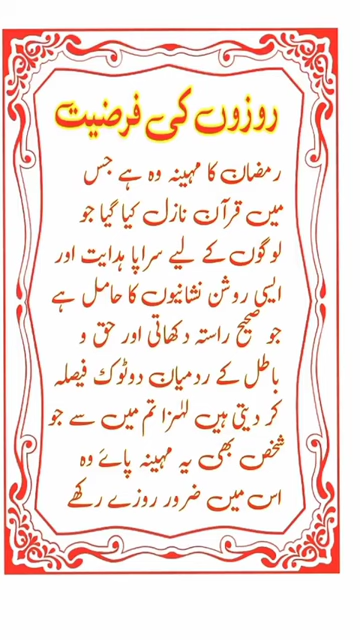 روزوں کی فرضیت
رمضان کا مہینہ وہ ہے جس
میں قرآن نازل کیا گیا جو
لوگوں کے لیے سراپا ہدایت اور
ایسی روشن نشانیوں کا حامل ہے
جو صحیح راستہ دکھاتی اور حق و
باطل کے ردمیان دوٹوک فیصلہ
کر دیتی ہیں لہٰزا تم میں سے جو
شخص بھی یہ مہینہ پائے وہ
اس میں ضرور روزے رکھے